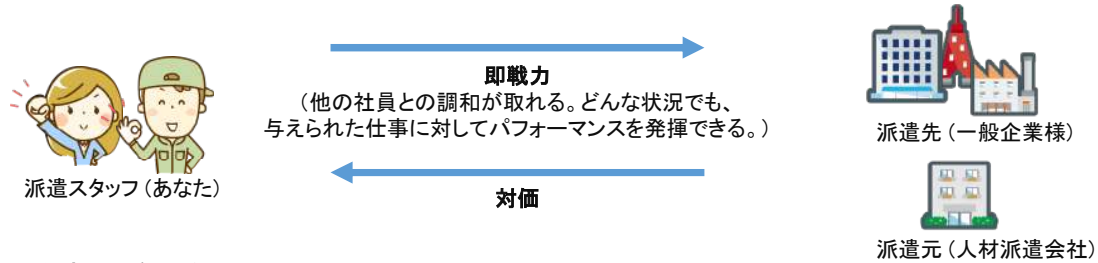 即戦力
（他の社員との調和が取れる。どんな状況でも、
与えられた仕事に対してパフォーマンスを発揮できる。）
派遣先（一般企業様）
派遣スタッフ（あなた）
対価
派遣元（人材派遣会社）